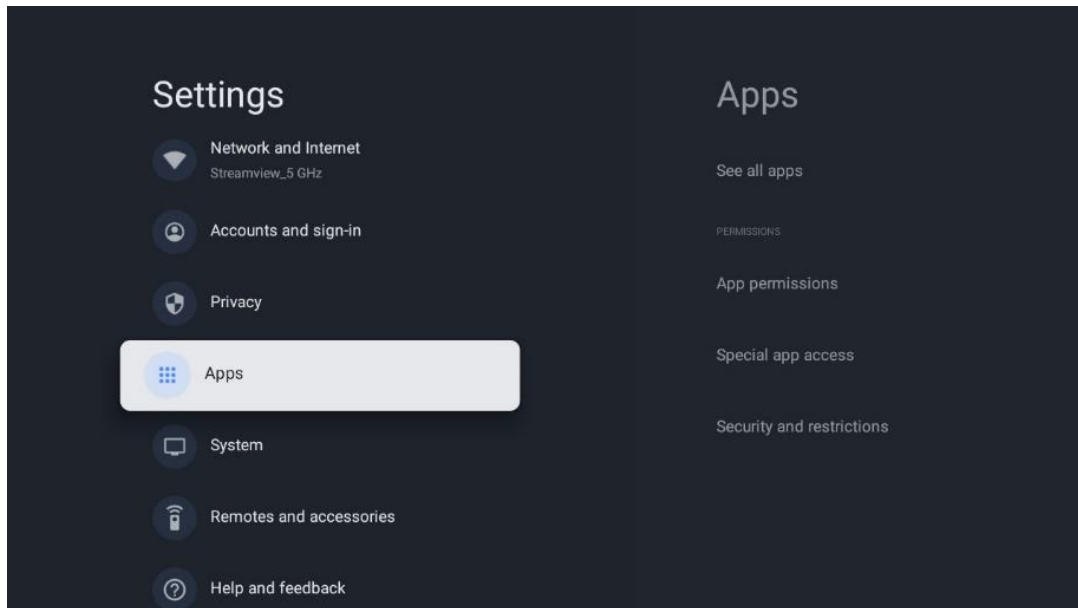 Settings
Network and Internet
Streamview_5 GHz
Accounts and sign-in
Privacy
Apps
System
Remotes and accessories
Help and feedback
Apps
See all apps
PERMISSIONS
App permissions
Special app access
Security and restrictions